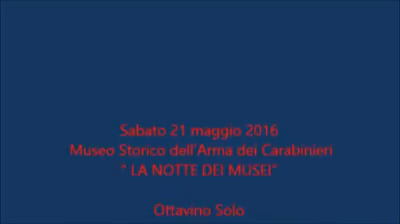 Sabato 21 maggio 2016
Museo Storico dell'Arma dei Carabinieri
" LA NOTTE DEI MUSEI"
Ottavino Solo